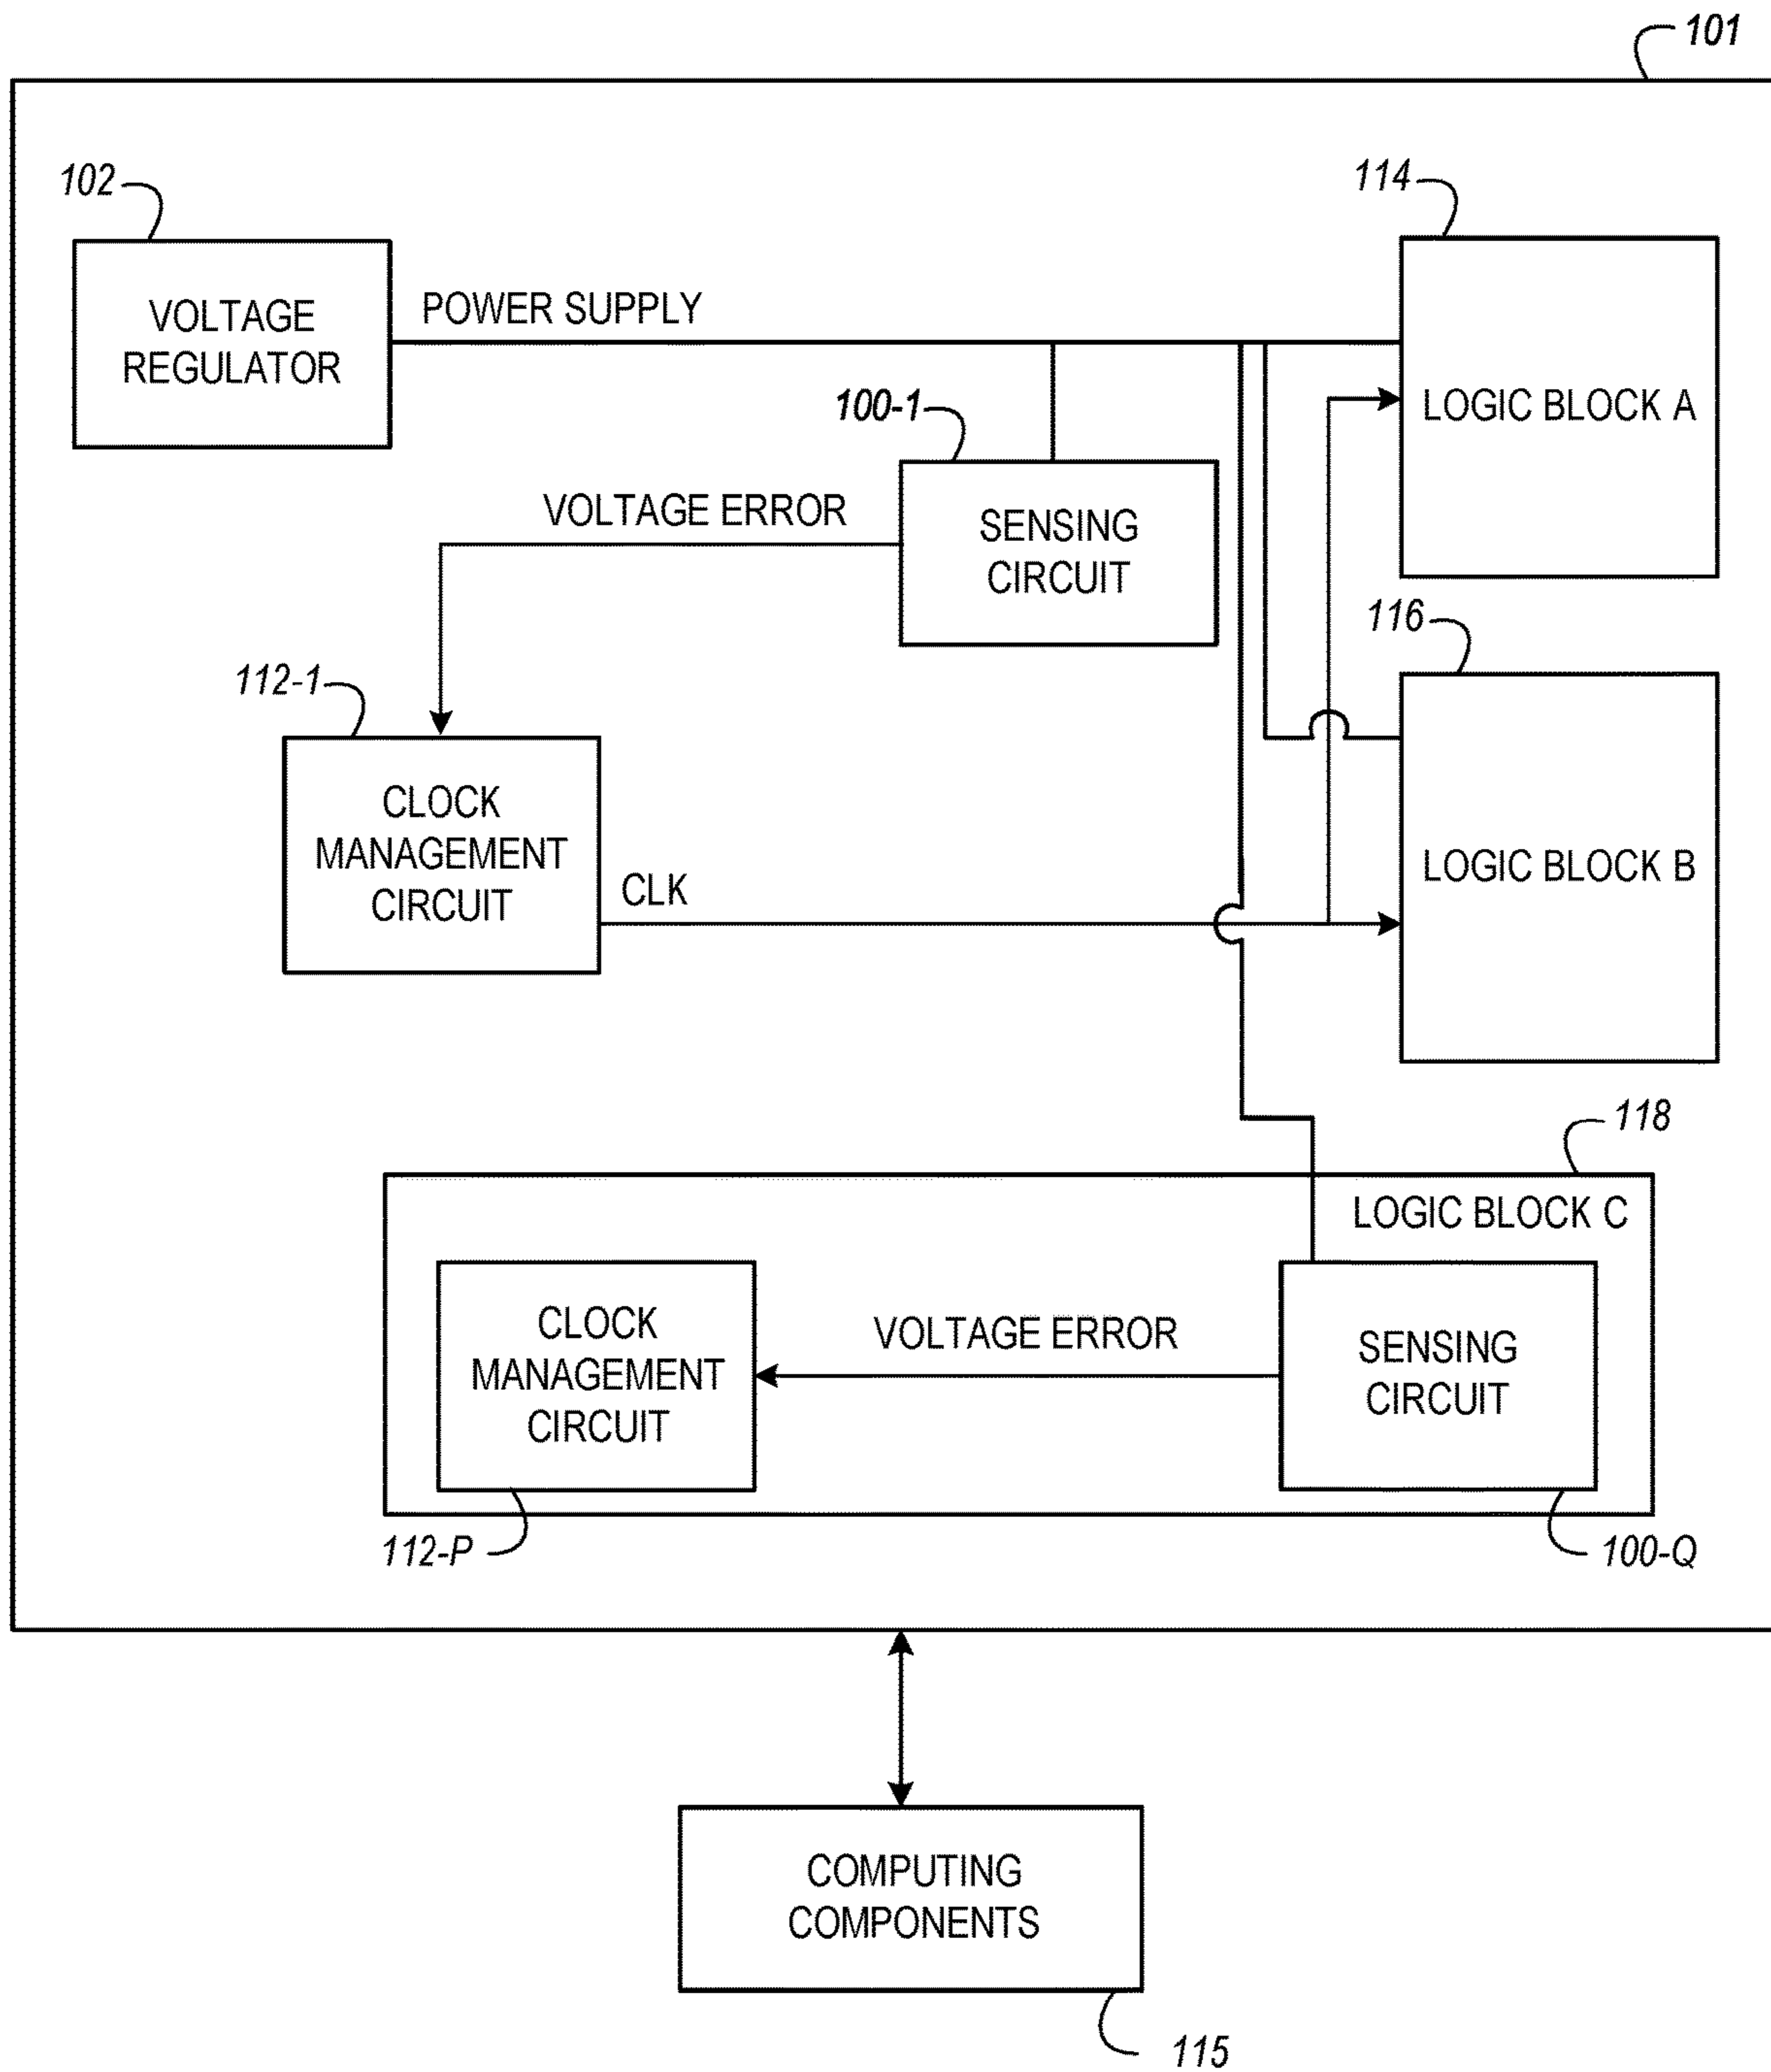 101
102
114
VOLTAGE
REGULATOR
POWER SUPPLY
100-1
LOGIC BLOCK A
VOLTAGE ERROR
SENSING
CIRCUIT
116
112-1
CLOCK
MANAGEMENT
CIRCUIT
CLK
LOGIC BLOCK B
118
LOGIC BLOCK C
CLOCK
MANAGEMENT
CIRCUIT
VOLTAGE ERROR
SENSING
CIRCUIT
112-P
100-Q
COMPUTING
COMPONENTS
115